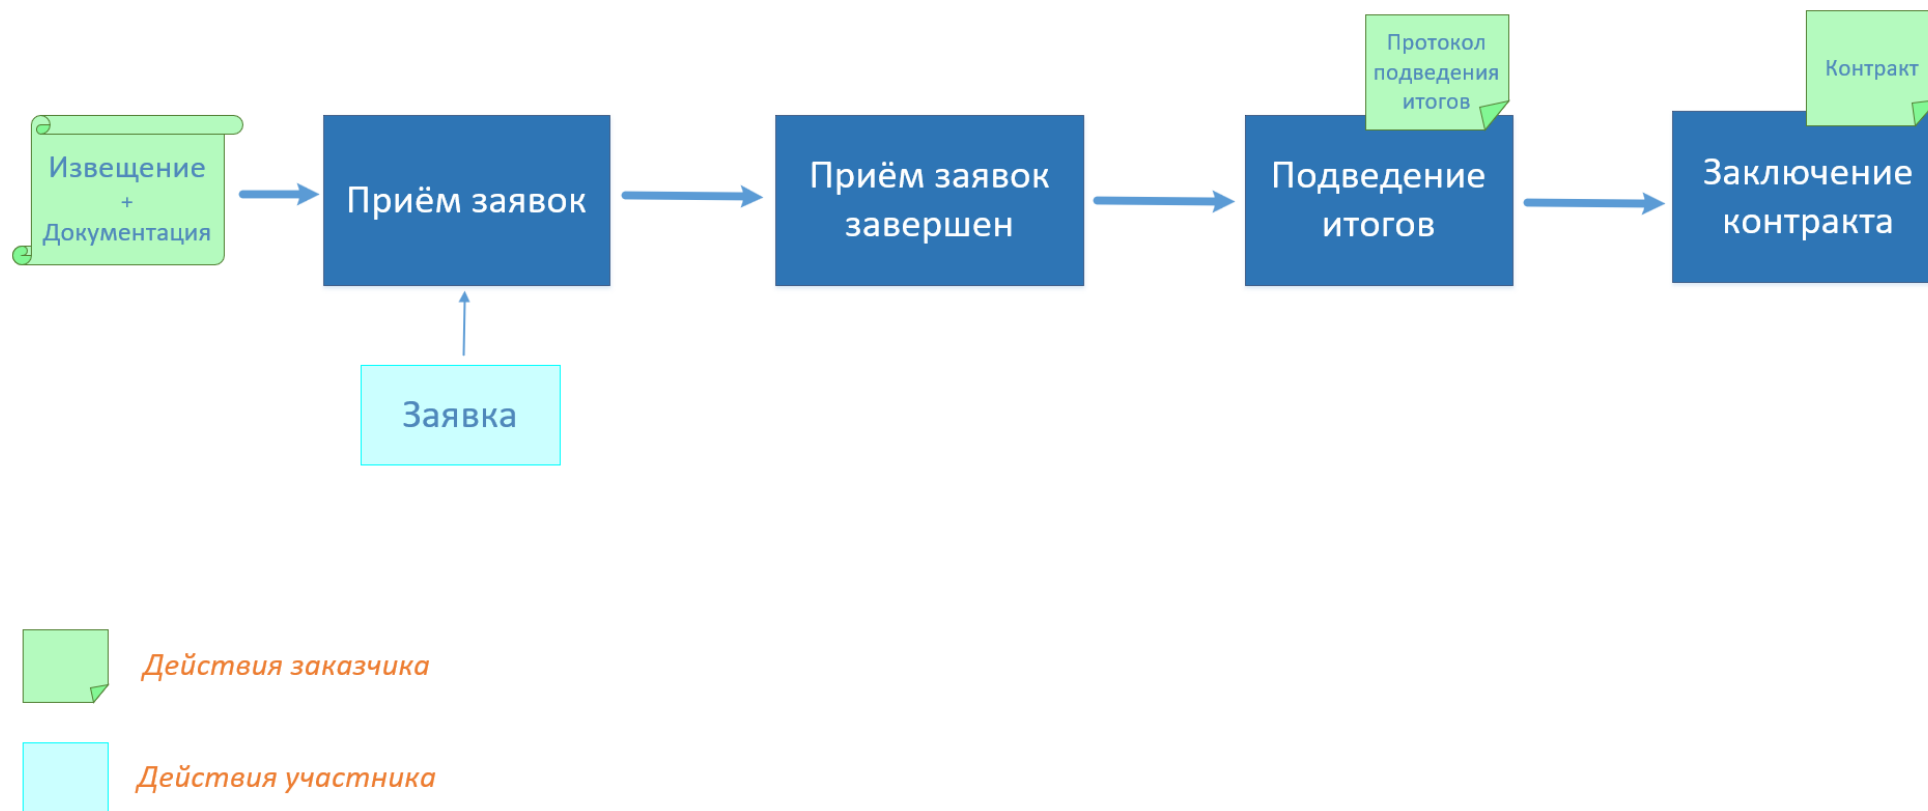 Протокол
подведения
итогов
Контракт
Извещение
+
Документация
Приём заявок
Приём заявок
завершен
Подведение
итогов
Заключение
контракта
Заявка
Действия заказчика
Действия участника